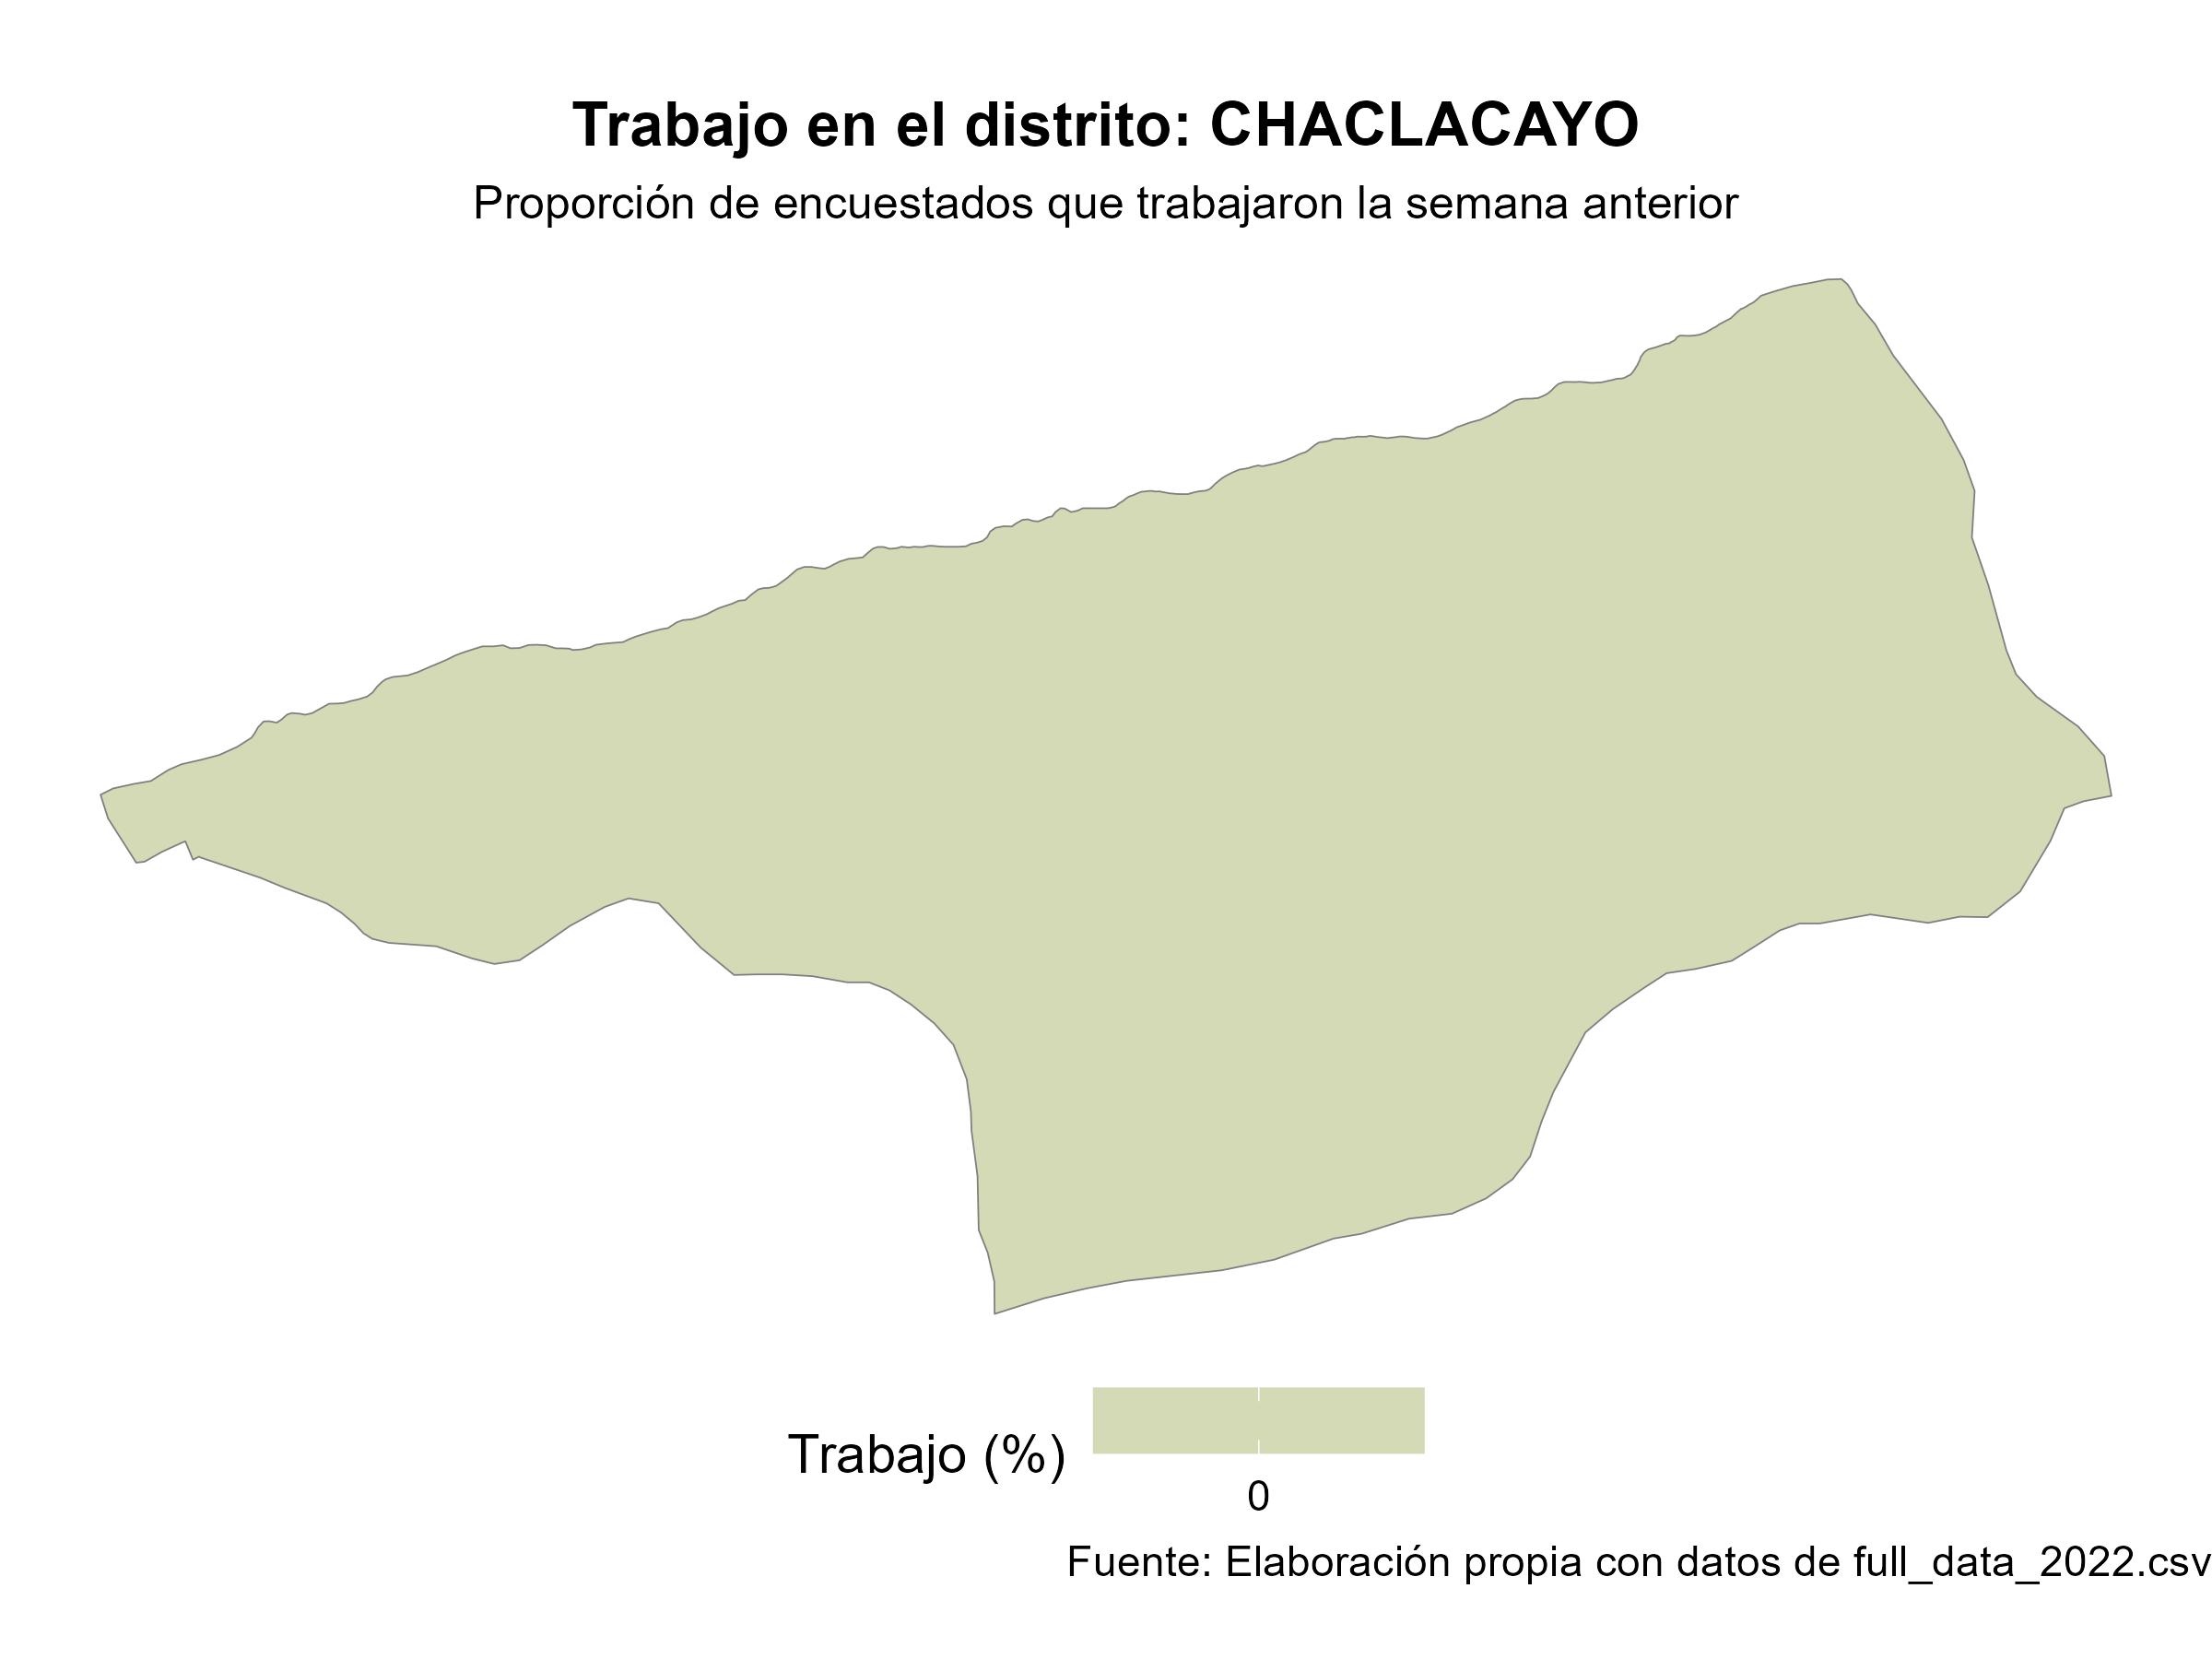 Trabajo en el distrito: CHACLACAYO
Proporción de encuestados que trabajaron la semana anterior
Trabajo (%)
0
Fuente: Elaboración propia con datos de full_data_2022.csv